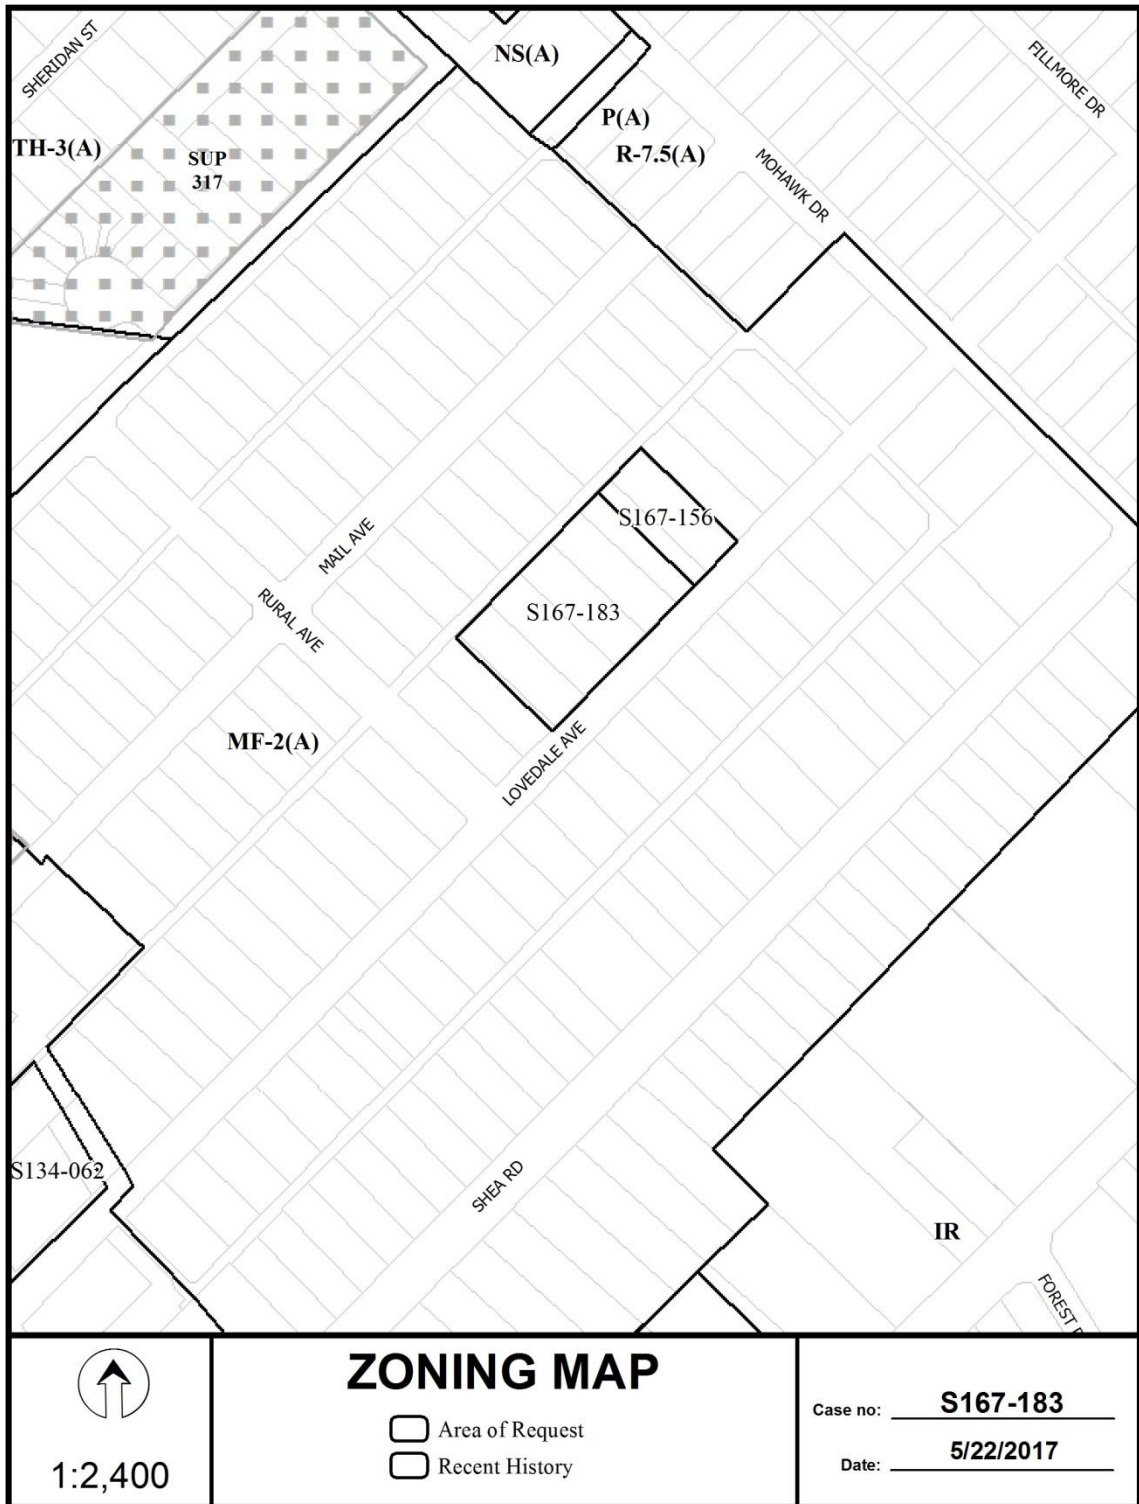 SHERIDAN ST
NS(A)
FILLMORE DR
P(A)
R-7.5(A)
TH-3(A)
SUP
317
MOHAWK DR
S167-156
MAIL AVE
RURAL AVE
S167-183
MF-2(A)
LOVEDALE AVE
S134-062
SHEA RD
IR
FOREST
1:2,400
ZONING MAP
Area of Request
Recent History
Case no: S167-183
Date: 5/22/2017